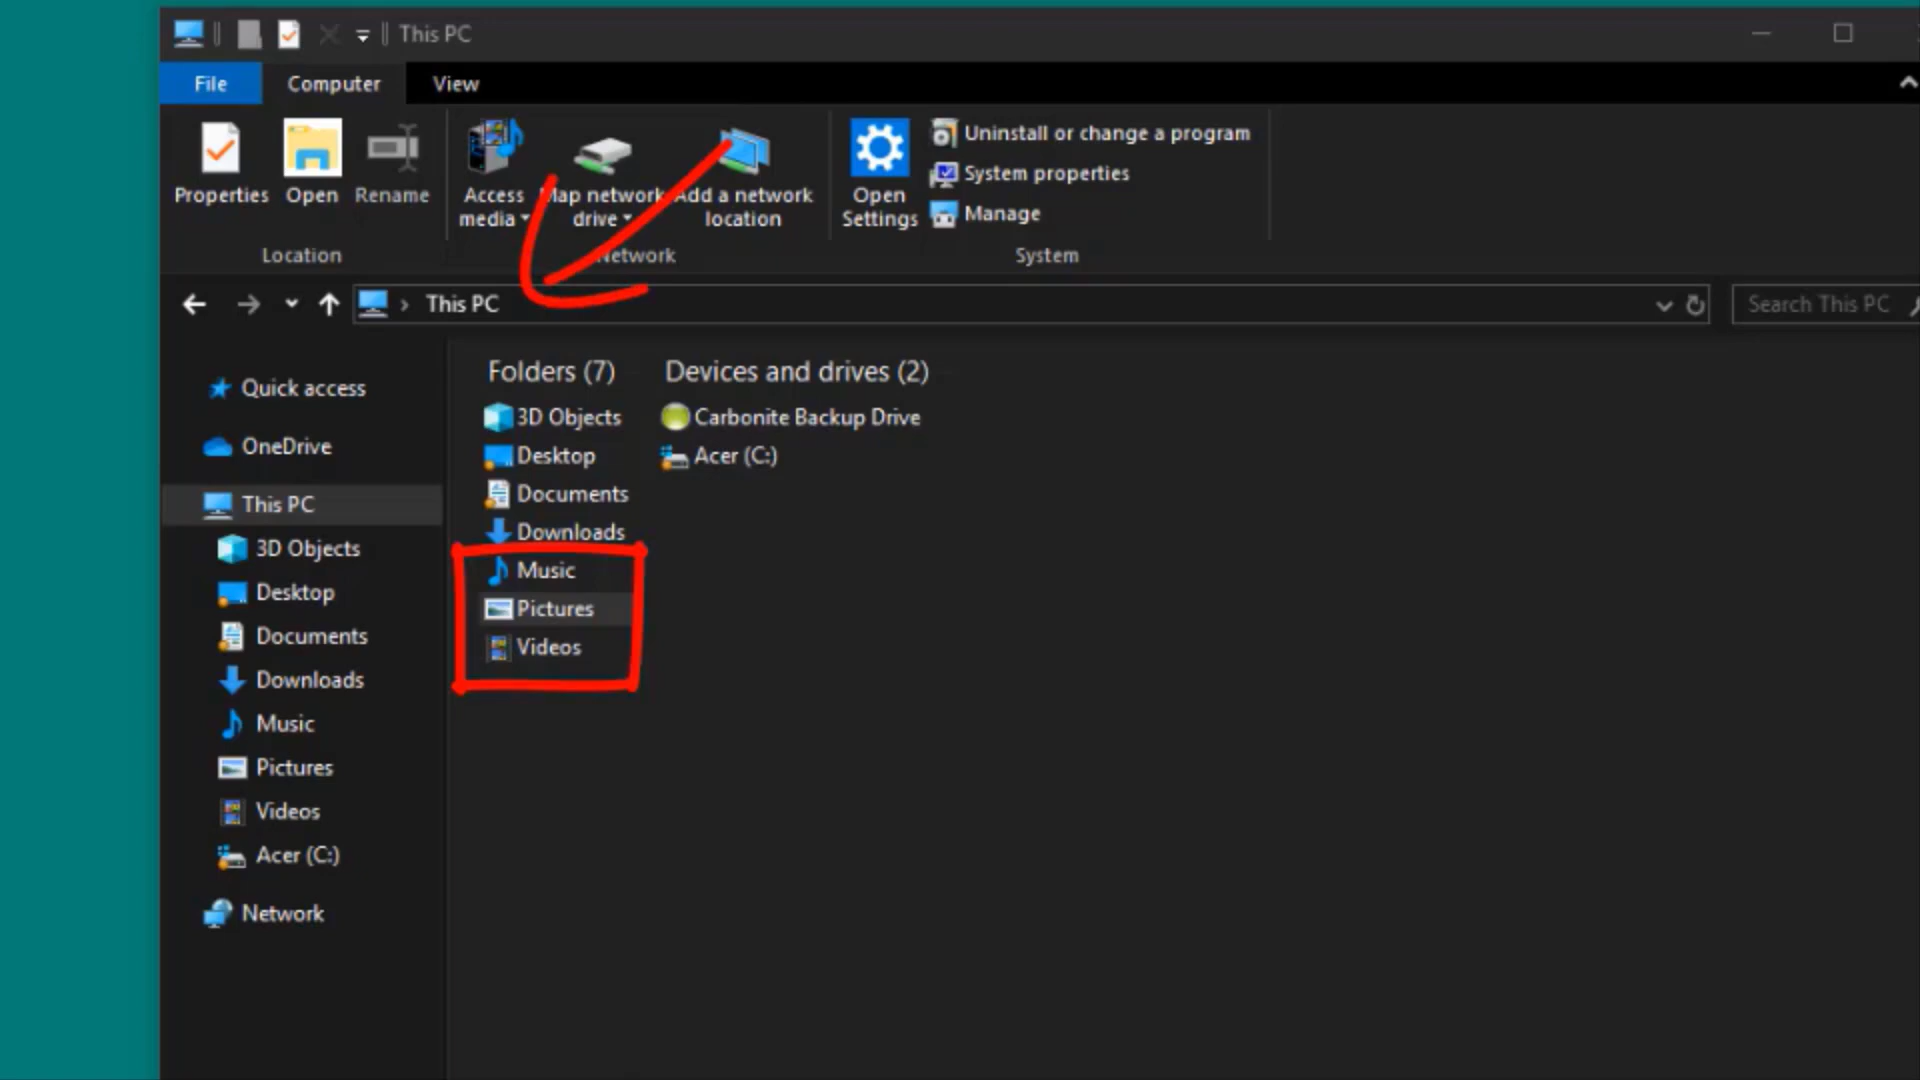 This PC
File Computer View
Properties Open Rename
Access media
Map network drive
Add a network location
Open Settings
Uninstall or change a program
System properties
Manage
Location Network System
This PC
Search This PC
Quick access
OneDrive
This PC
3D Objects
Desktop
Documents
Downloads
Music
Pictures
Videos
Acer (C:)
Network
Folders (7)
3D Objects
Desktop
Documents
Downloads
Music
Pictures
Videos
Devices and drives (2)
Carbonite Backup Drive
Acer (C:)